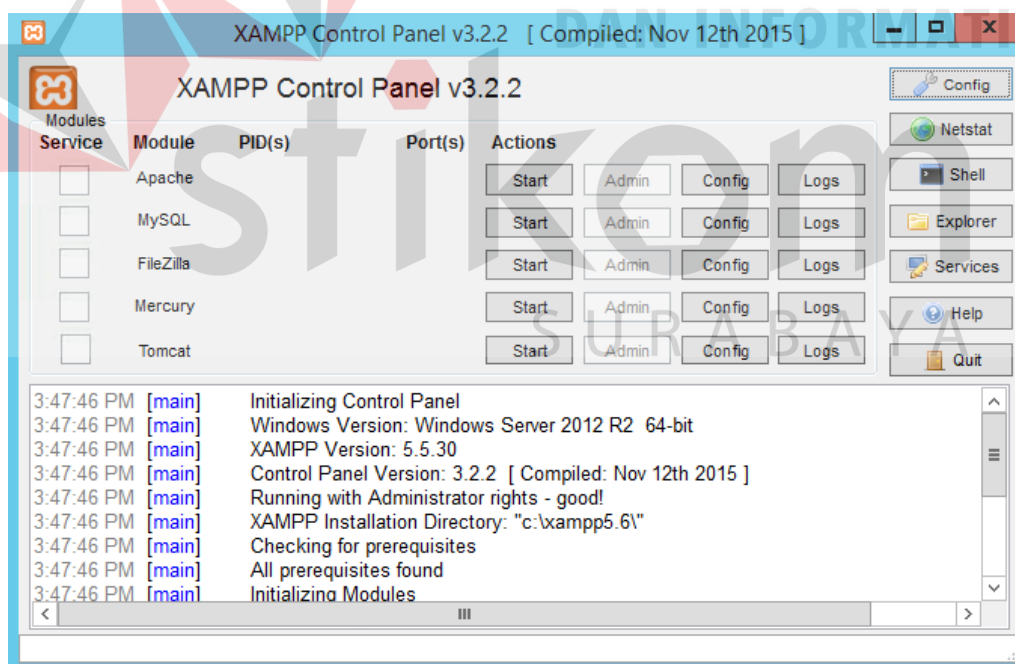 DAN INFORMATI
XAMPP Control Panel v3.2.2 [ Compiled: Nov 12th 2015 ]
XAMPP Control Panel v3.2.2
Config
Modules
Service Module PID(s) Port(s) Actions
Netstat
Apache Start Admin Config Logs
Shell
MySQL Start Admin Config Logs
Explorer
FileZilla Start Admin Config Logs
Services
Mercury Start Admin Config Logs
Help
Tomcat Start Admin Config Logs
Quit
stikom
SURABAYA
3:47:46 PM [main] Initializing Control Panel
3:47:46 PM [main] Windows Version: Windows Server 2012 R2 64-bit
3:47:46 PM [main] XAMPP Version: 5.5.30
3:47:46 PM [main] Control Panel Version: 3.2.2 [ Compiled: Nov 12th 2015 ]
3:47:46 PM [main] Running with Administrator rights - good!
3:47:46 PM [main] XAMPP Installation Directory: "c:\xampp5.6\"
3:47:46 PM [main] Checking for prerequisites
3:47:46 PM [main] All prerequisites found
3:47:46 PM [main] Initializing Modules